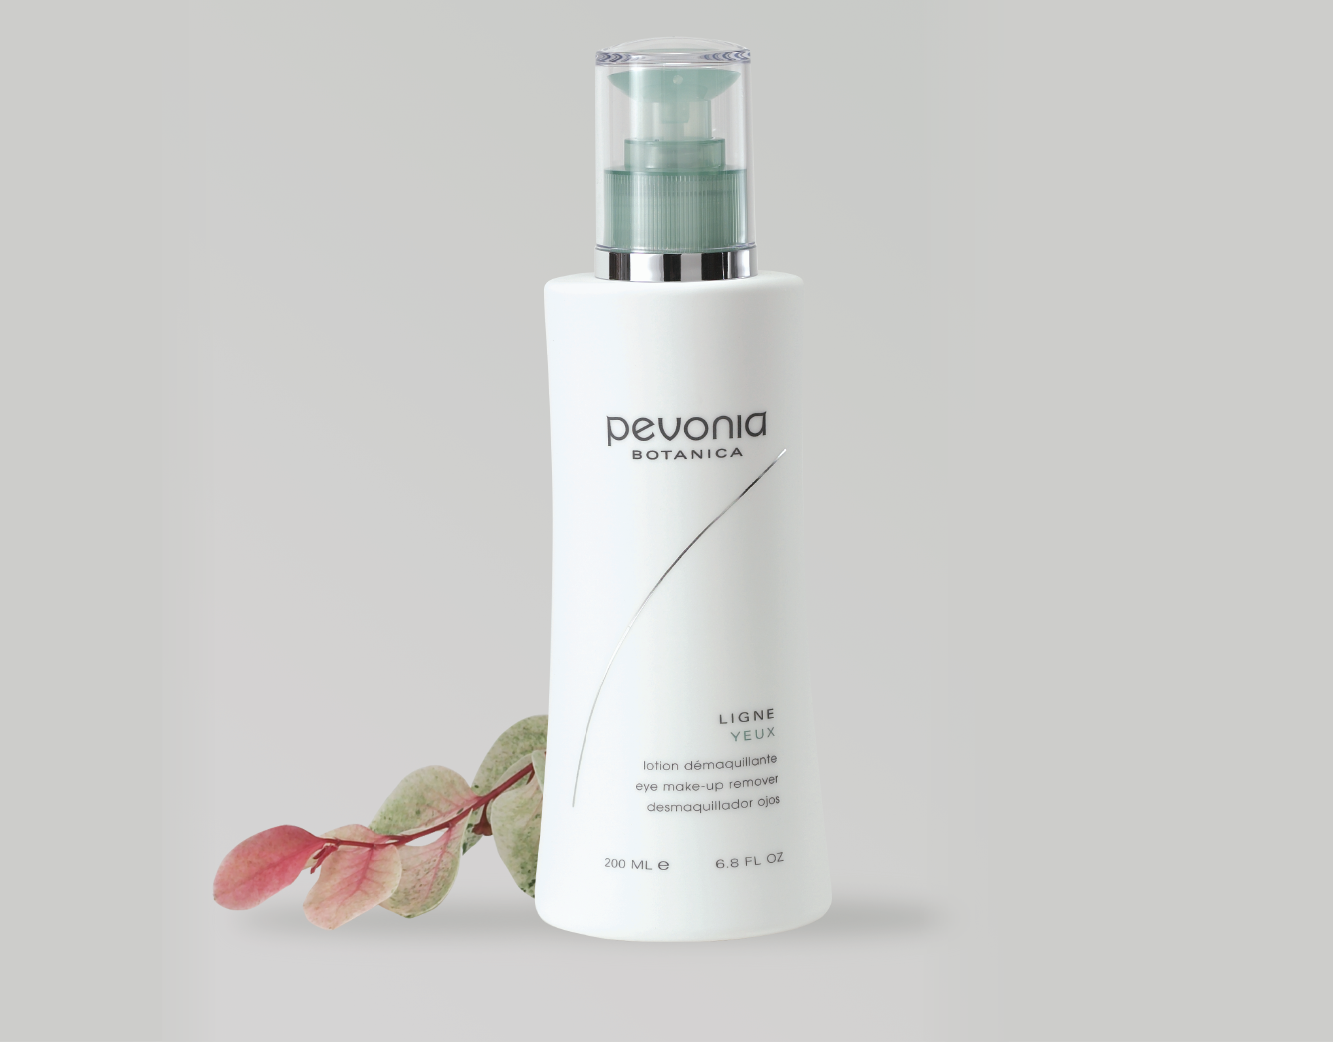 pevonia
BOTANICA
LIGNE
YEUX
lotion démaquillante
eye make-up remover
desmaquillador ojos
200 ML ℮ 6.8 FL OZ